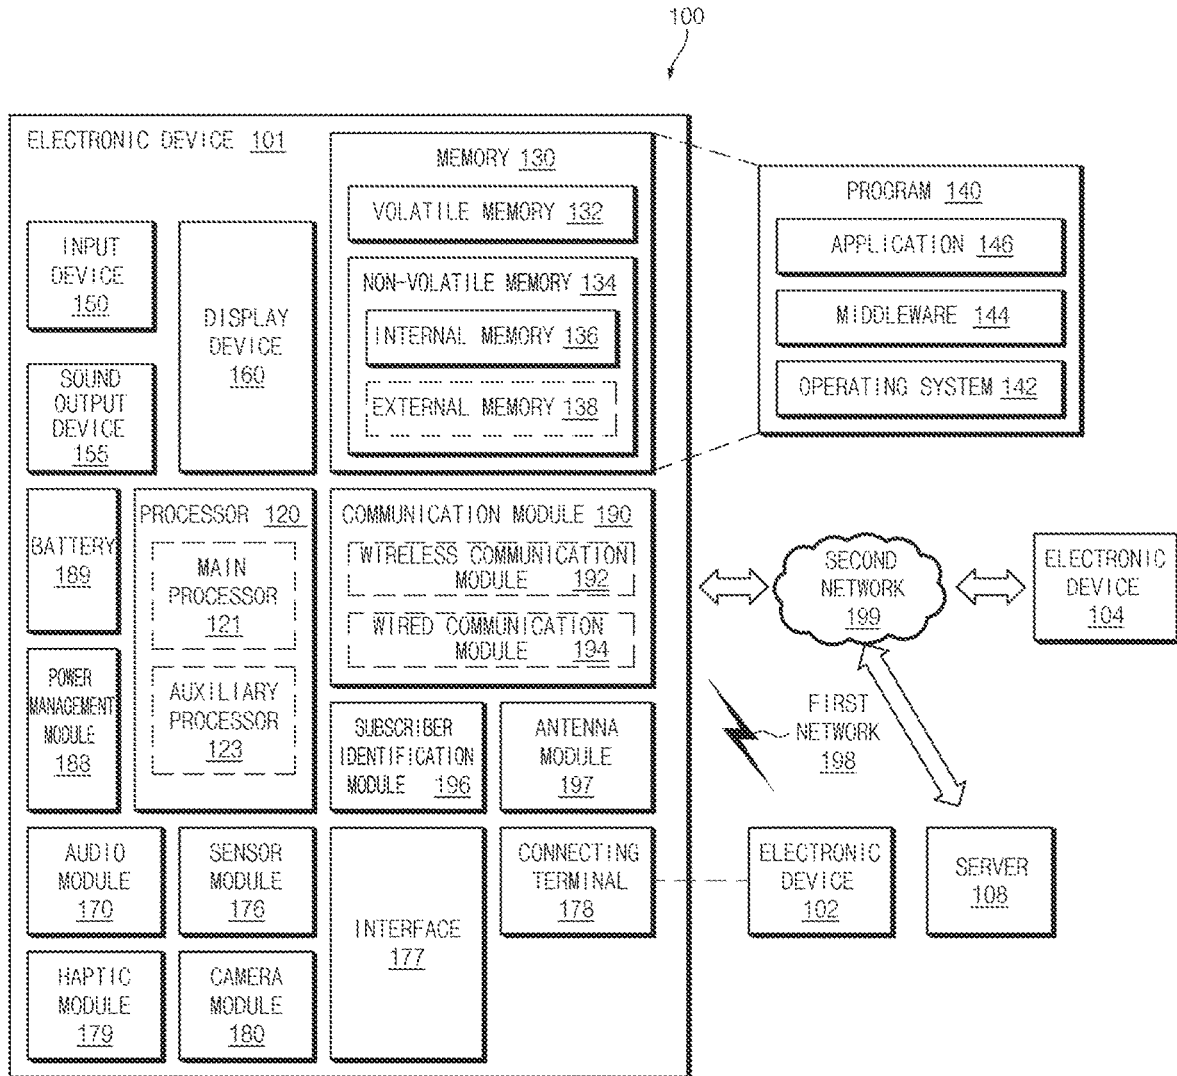 100
ELECTRONIC DEVICE 101
MEMORY 130
VOLATILE MEMORY 132
NON-VOLATILE MEMORY 134
INTERNAL MEMORY 136
EXTERNAL MEMORY 138
PROGRAM 140
APPLICATION 146
MIDDLEWARE 144
OPERATING SYSTEM 142
INPUT
DEVICE
150
DISPLAY
DEVICE
160
SOUND
OUTPUT
DEVICE
155
BATTERY
189
PROCESSOR 120
MAIN
PROCESSOR
121
AUXILIARY
PROCESSOR
123
COMMUNICATION MODULE 190
WIRELESS COMMUNICATION
MODULE 192
WIRED COMMUNICATION
MODULE 194
SECOND
NETWORK
199
ELECTRONIC
DEVICE
104
POWER
MANAGEMENT
MODULE
188
SUBSCRIBER
IDENTIFICATION
MODULE 196
ANTENNA
MODULE
197
FIRST
NETWORK
198
AUDIO
MODULE
170
SENSOR
MODULE
176
INTERFACE
177
CONNECTING
TERMINAL
178
ELECTRONIC
DEVICE
102
SERVER
108
HAPTIC
MODULE
179
CAMERA
MODULE
180